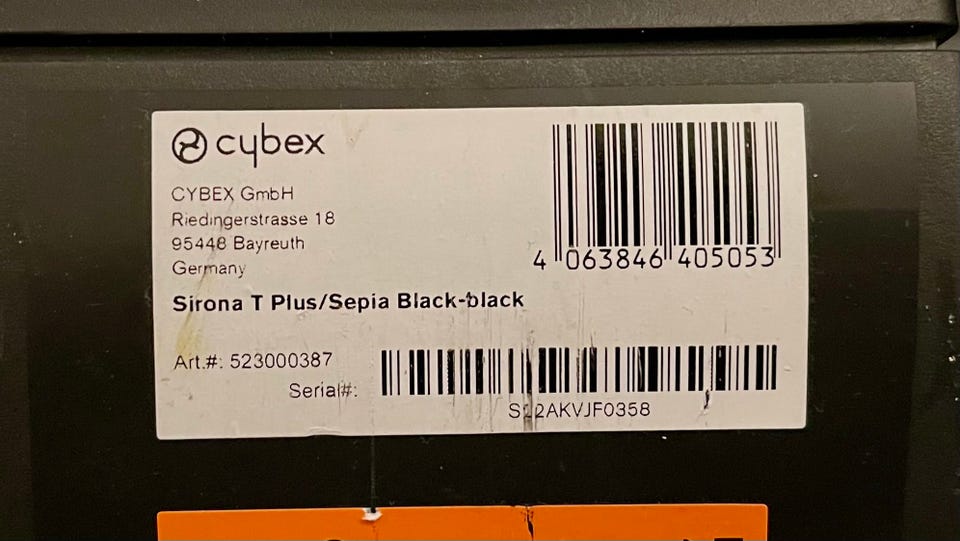 cybex
CYBEX GmbH
Riedingerstrasse 18
95448 Bayreuth
Germany
4 063846 405053
Sirona T Plus/Sepia Black-black
Art.#: 523000387
Serial#: